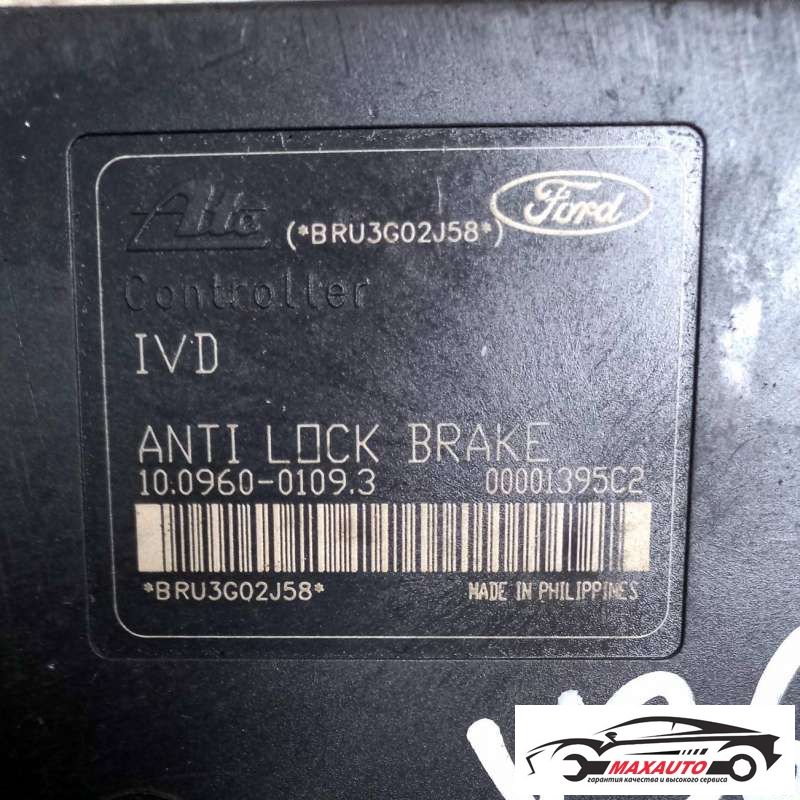 Ate (*BRU3G02J58*) Ford
Controller
IVD
ANTI LOCK BRAKE
10.0960-0109.3 00001395C2
*BRU3G02J58*
MADE IN PHILIPPINES
MAXAUTO
гарантия качества и высокого сервиса